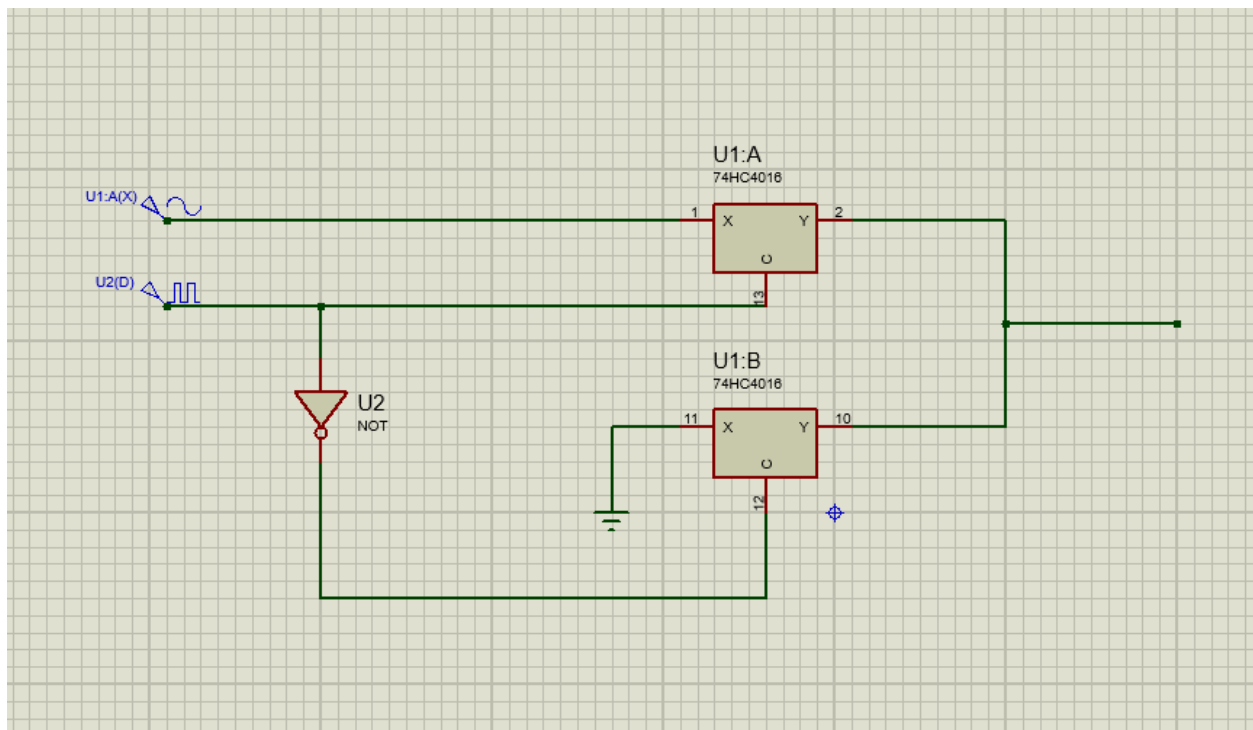 U1:A
74HC4016
U1:A(X)
1
X
Y
2
C
13
U2(D)
U1:B
74HC4016
U2
NOT
11
X
Y
10
C
12